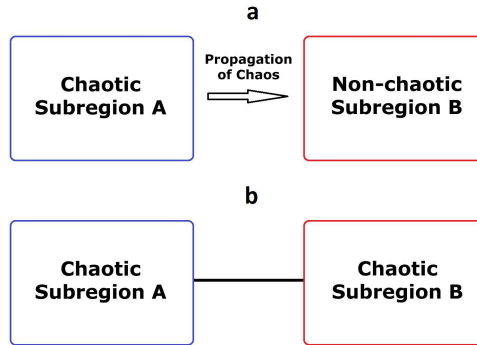 a
Chaotic
Subregion A
Propagation
of Chaos
Non-chaotic
Subregion B
b
Chaotic
Subregion A
Chaotic
Subregion B